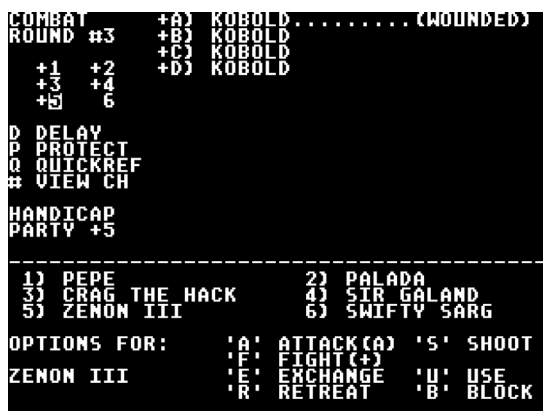 COMBAT +A) KOBOLD.........(WOUNDED)
ROUND #3 +B) KOBOLD
+C) KOBOLD
+1 +2 +D) KOBOLD
+3 +4
+5 6
D DELAY
P PROTECT
Q QUICKREF
# VIEW CH
HANDICAP
PARTY +5
----------------------------------------
1) PEPE 2) PALADA
3) CRAG THE HACK 4) SIR GALAND
5) ZENON III 6) SWIFTY SARG
OPTIONS FOR: 'A' ATTACK(A) 'S' SHOOT
'F' FIGHT(+)
ZENON III 'E' EXCHANGE 'U' USE
'R' RETREAT 'B' BLOCK